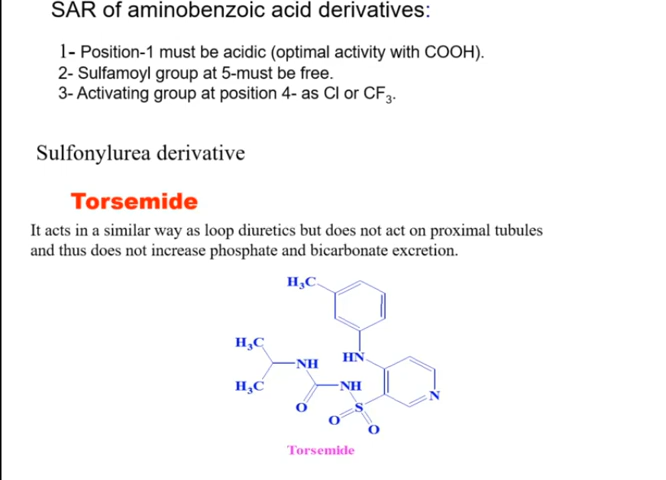 SAR of aminobenzoic acid derivatives:
1- Position-1 must be acidic (optimal activity with COOH).
2- Sulfamoyl group at 5-must be free.
3- Activating group at position 4- as Cl or CF₃.
Sulfonylurea derivative
Torsemide
It acts in a similar way as loop diuretics but does not act on proximal tubules
and thus does not increase phosphate and bicarbonate excretion.
H₃C
H₃C
HN
NH
H₃C
NH
N
O
S
O
O
Torsemide